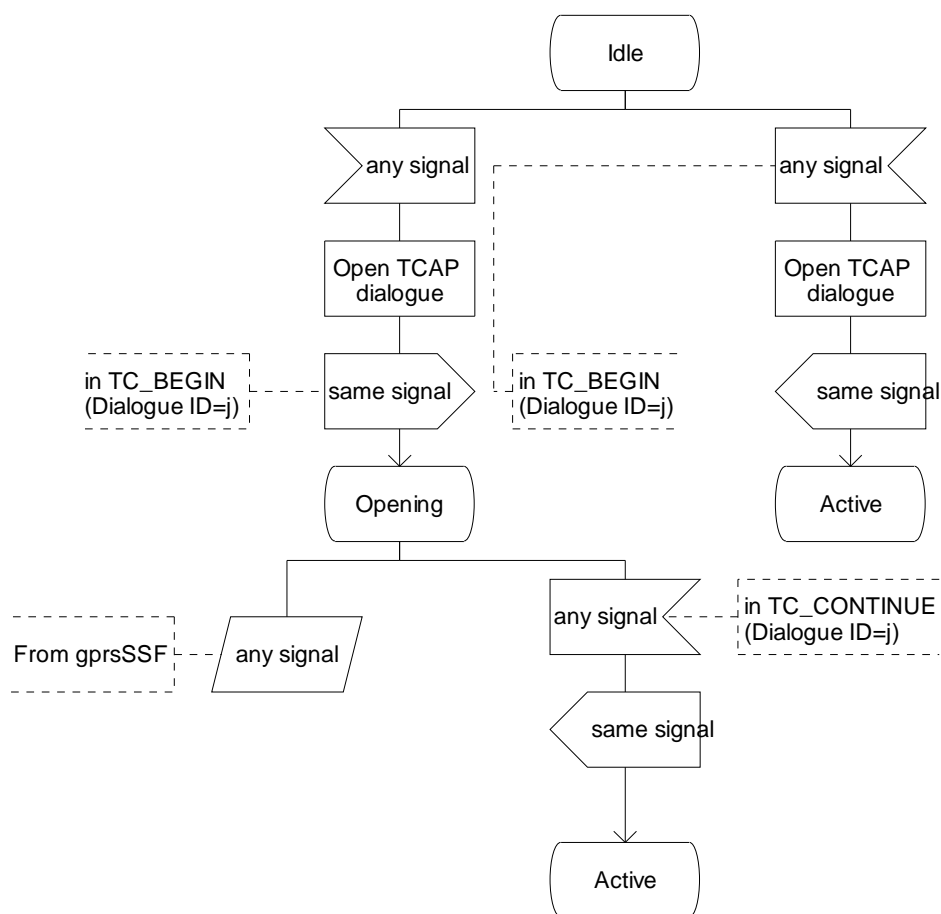 Idle
any signal
any signal
Open TCAP
dialogue
Open TCAP
dialogue
in TC_BEGIN
(Dialogue ID=j)
same signal
in TC_BEGIN
(Dialogue ID=j)
same signal
Opening
Active
any signal
in TC_CONTINUE
(Dialogue ID=j)
From gprsSSF
any signal
same signal
Active